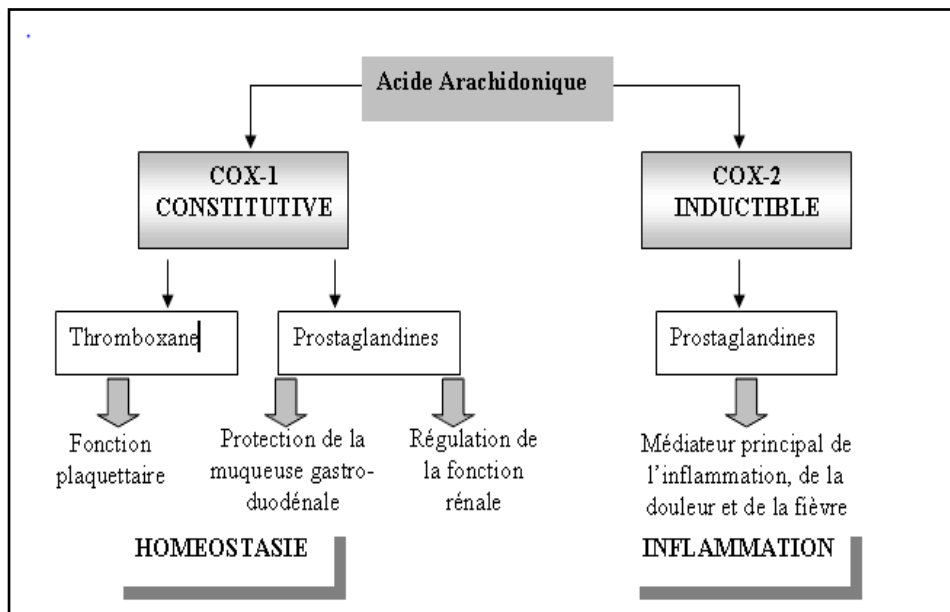 Acide Arachidonique
COX-1
CONSTITUTIVE
COX-2
INDUCTIBLE
Thromboxane
Prostaglandines
Prostaglandines
Fonction
plaquettaire
Protection de la
muqueuse gastro-
duodénale
Régulation de
la fonction
rénale
Médiateur principal de
l'inflammation, de la
douleur et de la fièvre
HOMEOSTASIE
INFLAMMATION